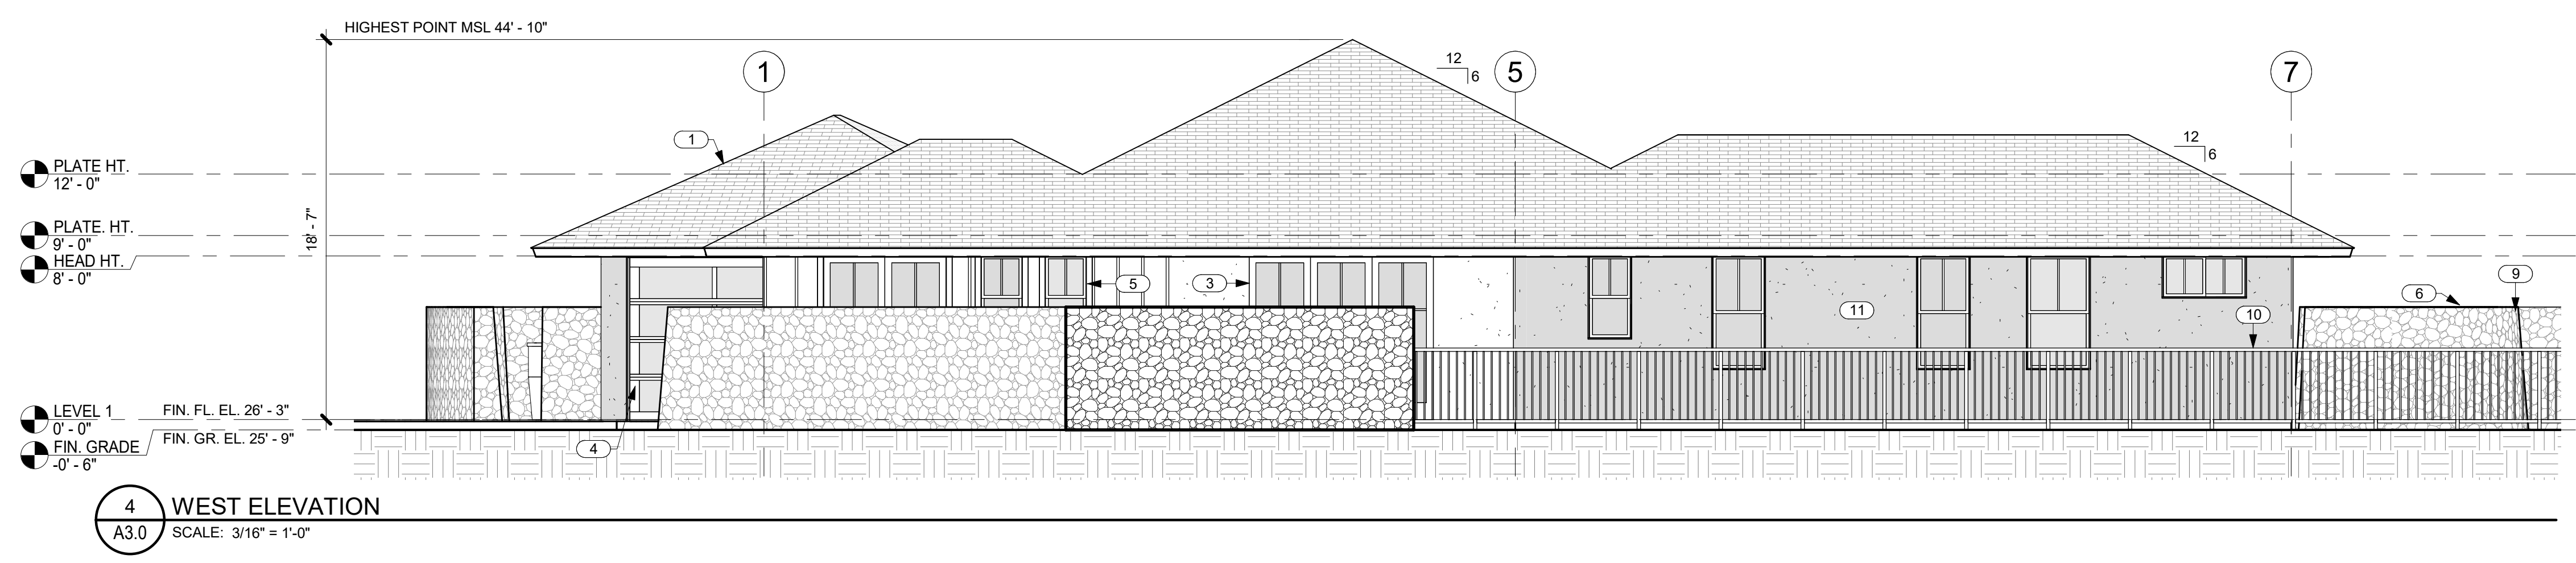 HIGHEST POINT MSL 44' - 10"
1
5
7
12
6
1
12
6
PLATE HT.
12' - 0"
PLATE. HT.
9' - 0"
18' - 7"
HEAD HT.
8' - 0"
5
3
11
6
9
10
LEVEL 1
0' - 0"
FIN. FL. EL. 26' - 3"
FIN. GR. EL. 25' - 9"
FIN. GRADE
-0' - 6"
4
4
A3.0
WEST ELEVATION
SCALE: 3/16" = 1'-0"